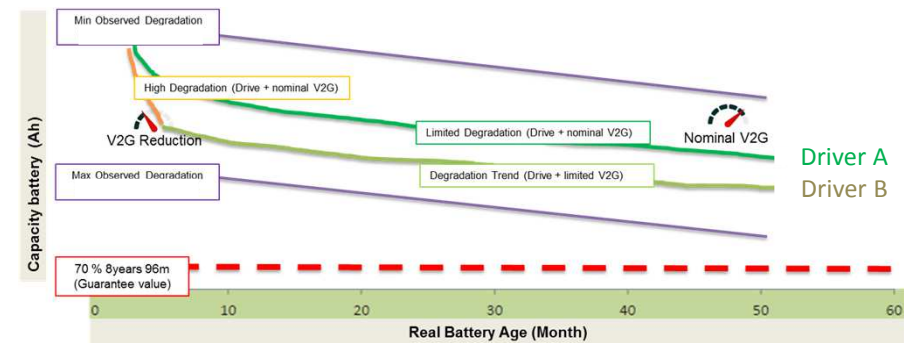 Min Observed Degradation
High Degradation (Drive + nominal V2G)
V2G Reduction
Limited Degradation (Drive + nominal V2G)
Nominal V2G
Driver A
Degradation Trend (Drive + limited V2G)
Driver B
Max Observed Degradation
70 % 8years 96m
(Guarantee value)
Capacity battery (Ah)
0 10 20 30 40 50 60
Real Battery Age (Month)